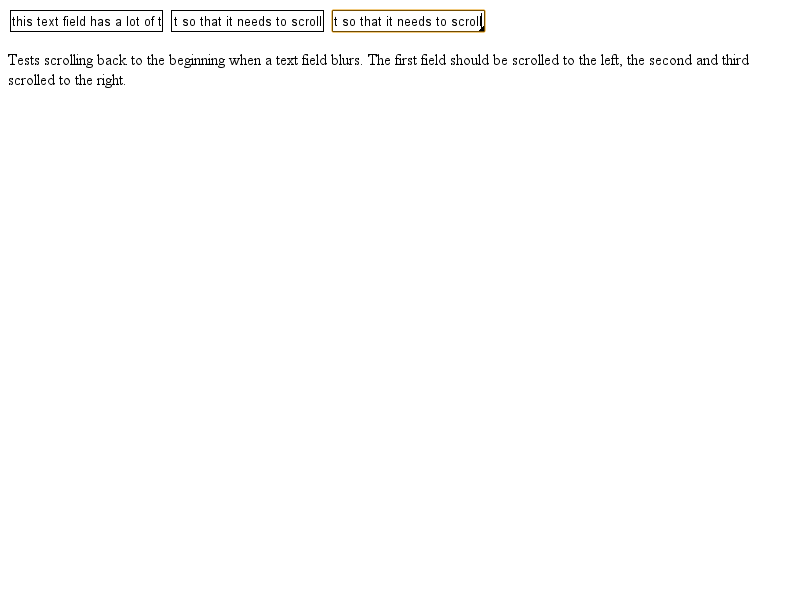 this text field has a lot of t t so that it needs to scroll t so that it needs to scroll
Tests scrolling back to the beginning when a text field blurs. The first field should be scrolled to the left, the second and third
scrolled to the right.